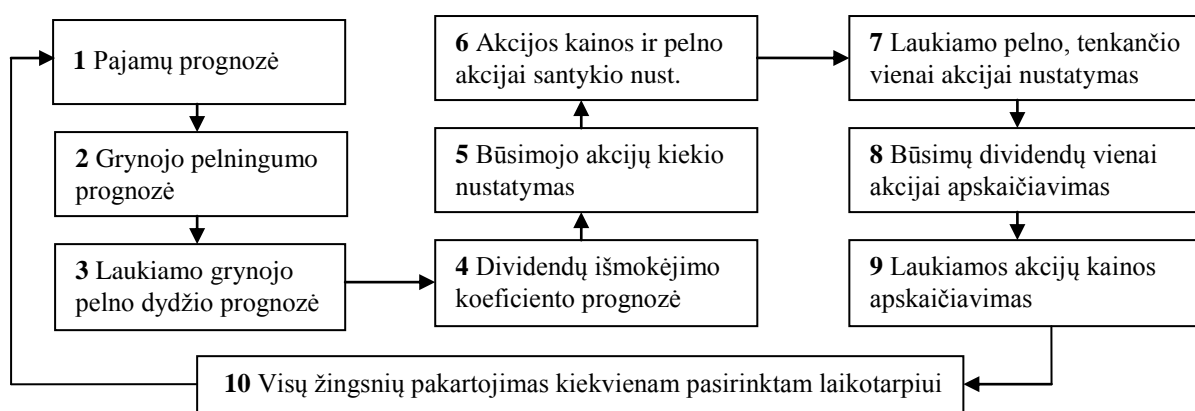 1 Pajamų prognozė
2 Grynojo pelningumo
prognozė
3 Laukiamo grynojo
pelno dydžio prognozė
4 Dividendų išmokėjimo
koeficiento prognozė
5 Būsimojo akcijų kiekio
nustatymas
6 Akcijos kainos ir pelno
akcijai santykio nust.
7 Laukiamo pelno, tenkančio
vienai akcijai nustatymas
8 Būsimų dividendų vienai
akcijai apskaičiavimas
9 Laukiamos akcijų kainos
apskaičiavimas
10 Visų žingsnių pakartojimas kiekvienam pasirinktam laikotarpiui